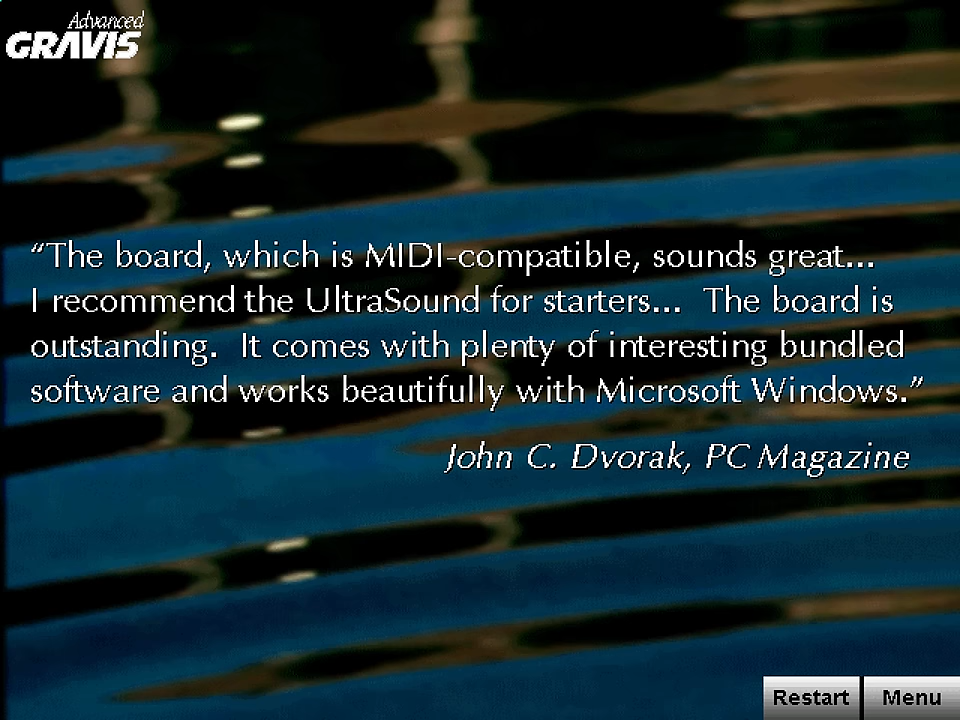 Advanced
GRAVIS
“The board, which is MIDI-compatible, sounds great...
I recommend the UltraSound for starters...  The board is
outstanding.  It comes with plenty of interesting bundled
software and works beautifully with Microsoft Windows.”
John C. Dvorak, PC Magazine
Restart Menu